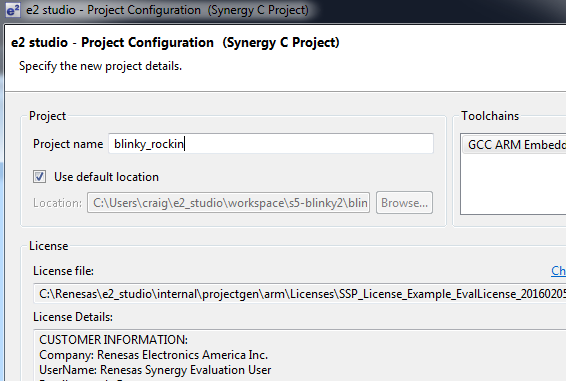 e2 studio - Project Configuration (Synergy C Project)
e2 studio - Project Configuration (Synergy C Project)
Specify the new project details.
Project
Toolchains
Project name blinky_rockin
GCC ARM Embedd
Use default location
Location: C:\Users\craig\e2_studio\workspace\s5-blinky2\blin Browse...
License
License file:
Ch
C:\Renesas\e2_studio\internal\projectgen\arm\Licenses\SSP_License_Example_EvalLicense_20160205
License Details:
CUSTOMER INFORMATION:
Company: Renesas Electronics America Inc.
UserName: Renesas Synergy Evaluation User